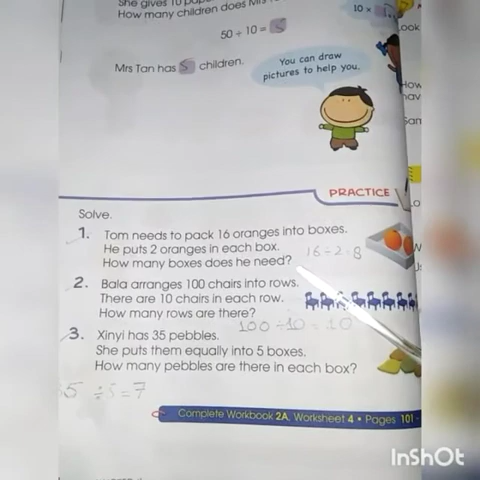 She gives 10
How many children does Mrs
10 ×
50 ÷ 10 = 5
Mrs Tan has 5 children.
You can draw
pictures to help you.
PRACTICE
Solve.
1. Tom needs to pack 16 oranges into boxes.
He puts 2 oranges in each box.
How many boxes does he need?
16 ÷ 2 = 8
2. Bala arranges 100 chairs into rows.
There are 10 chairs in each row.
How many rows are there?
100 ÷ 10 = 10
3. Xinyi has 35 pebbles.
She puts them equally into 5 boxes.
How many pebbles are there in each box?
5 ÷ 5 = 7
Complete Workbook 2A, Worksheet 4 • Pages 101 -
InShOt